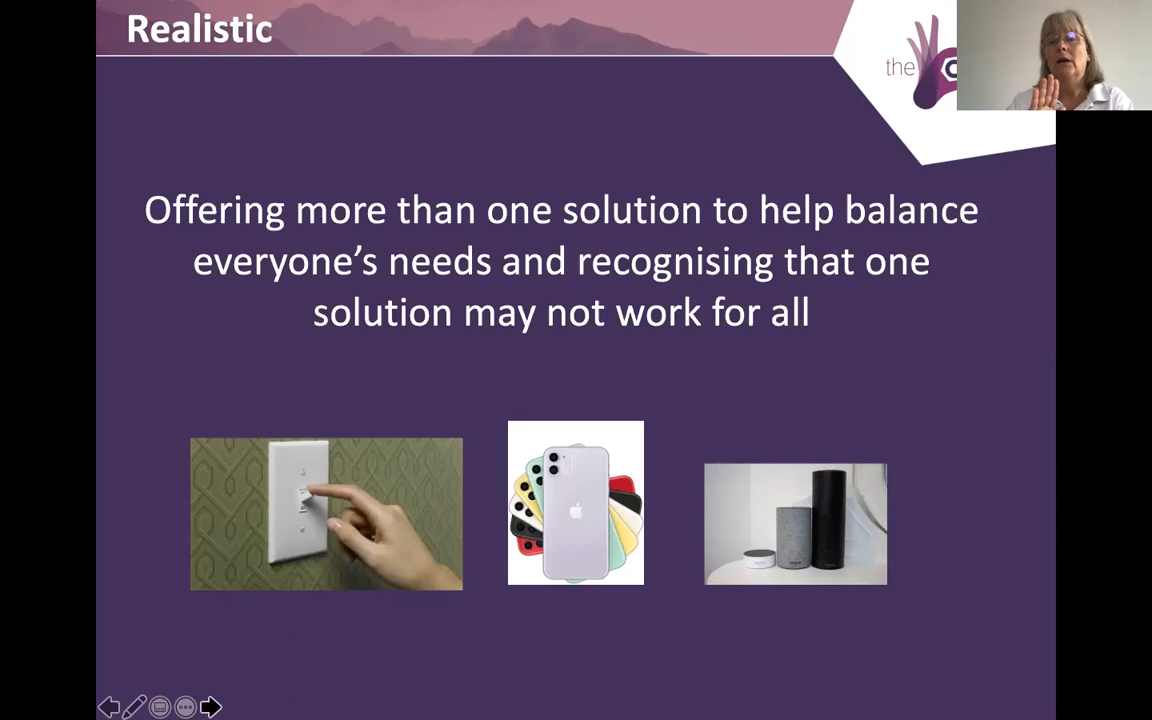 Realistic
the
Offering more than one solution to help balance
everyone’s needs and recognising that one
solution may not work for all